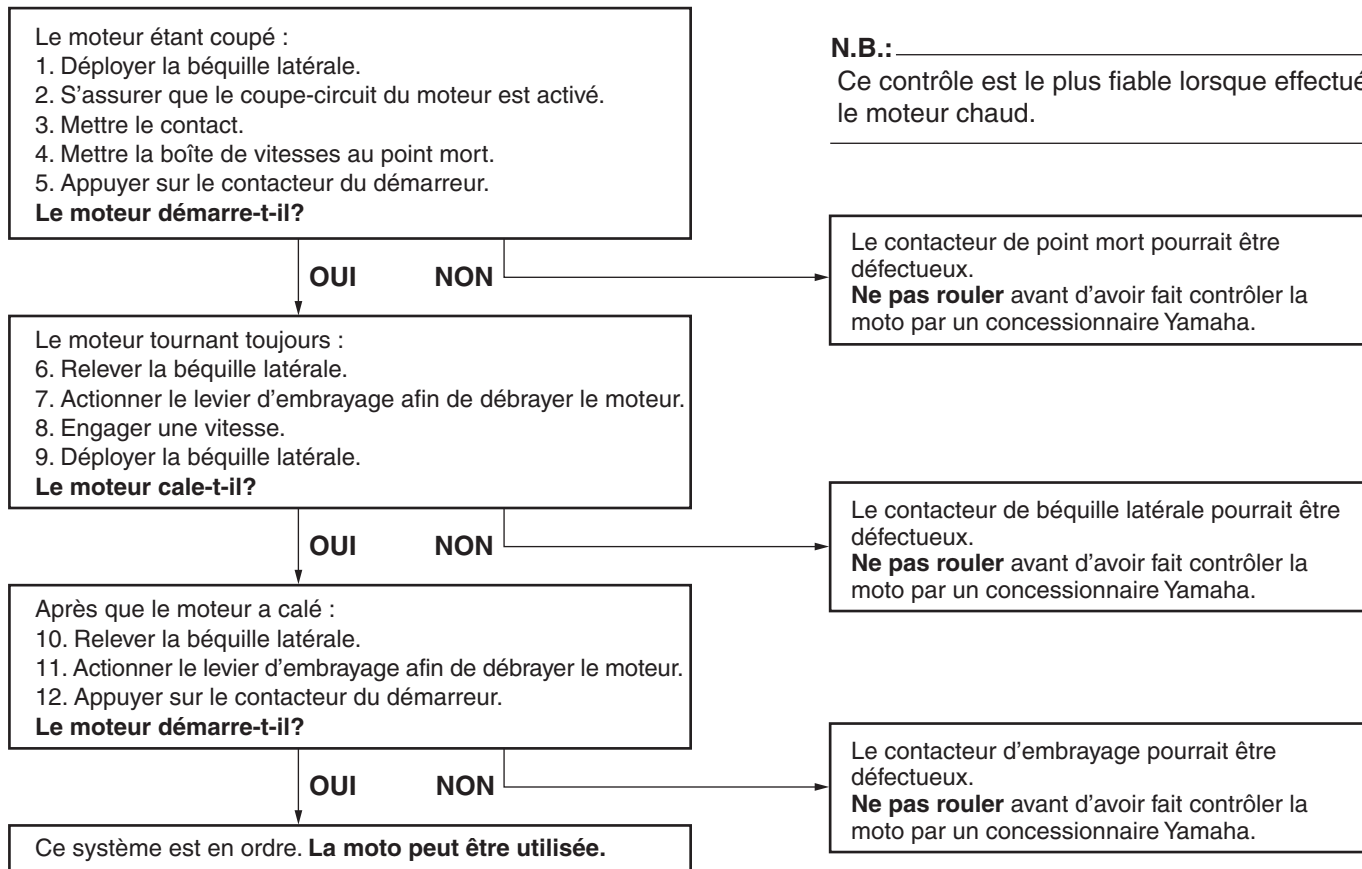 Le moteur étant coupé :
1. Déployer la béquille latérale.
2. S'assurer que le coupe-circuit du moteur est activé.
3. Mettre le contact.
4. Mettre la boîte de vitesses au point mort.
5. Appuyer sur le contacteur du démarreur.
Le moteur démarre-t-il?
N.B.:
Ce contrôle est le plus fiable lorsque effectué
le moteur chaud.
OUI NON
Le contacteur de point mort pourrait être
défectueux.
Ne pas rouler avant d'avoir fait contrôler la
moto par un concessionnaire Yamaha.
Le moteur tournant toujours :
6. Relever la béquille latérale.
7. Actionner le levier d'embrayage afin de débrayer le moteur.
8. Engager une vitesse.
9. Déployer la béquille latérale.
Le moteur cale-t-il?
OUI NON
Le contacteur de béquille latérale pourrait être
défectueux.
Ne pas rouler avant d'avoir fait contrôler la
moto par un concessionnaire Yamaha.
Après que le moteur a calé :
10. Relever la béquille latérale.
11. Actionner le levier d'embrayage afin de débrayer le moteur.
12. Appuyer sur le contacteur du démarreur.
Le moteur démarre-t-il?
OUI NON
Le contacteur d'embrayage pourrait être
défectueux.
Ne pas rouler avant d'avoir fait contrôler la
moto par un concessionnaire Yamaha.
Ce système est en ordre. La moto peut être utilisée.